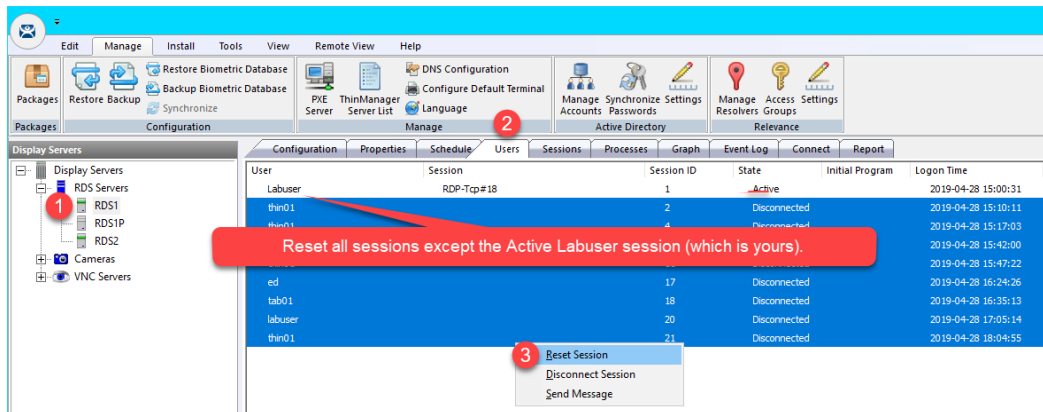 Edit Manage Install Tools View Remote View Help
Packages
Restore Backup
Restore Biometric Database
Backup Biometric Database
Synchronize
PXE Server
ThinManager Server List
DNS Configuration
Configure Default Terminal
Language
Manage Accounts
Synchronize Passwords
Settings
Manage Resolvers
Access Groups
Settings
Packages Configuration Manage Active Directory Relevance
2
Display Servers
Configuration Properties Schedule Users Sessions Processes Graph Event Log Connect Report
Display Servers
RDS Servers
1
RDS1
RDS1P
RDS2
Cameras
VNC Servers
User Session Session ID State Initial Program Logon Time
Labuser RDP-Tcp#18 1 Active 2019-04-28 15:00:31
thin01 2 Disconnected 2019-04-28 15:10:11
thin01 4 Disconnected 2019-04-28 15:17:03
Reset all sessions except the Active Labuser session (which is yours).
2019-04-28 15:42:00
Disconnected 2019-04-28 15:47:22
ed 17 Disconnected 2019-04-28 16:24:26
tab01 18 Disconnected 2019-04-28 16:35:13
labuser 20 Disconnected 2019-04-28 17:05:14
thin01 21 Disconnected 2019-04-28 18:04:55
3
Reset Session
Disconnect Session
Send Message